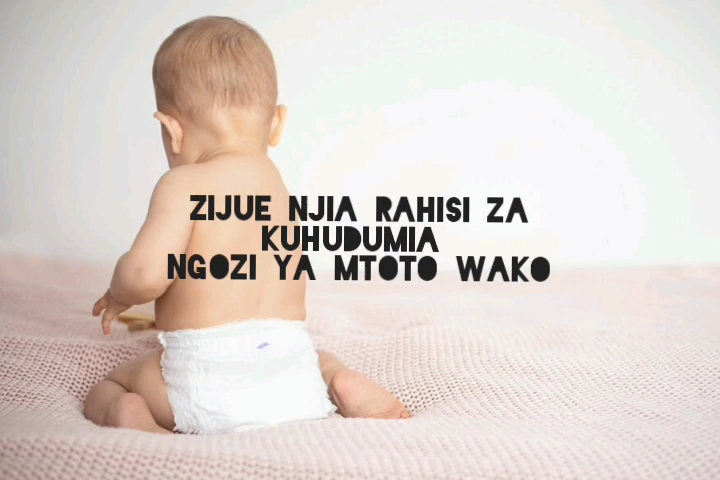 ZIJUE NJIA RAHISI ZA
KUHUDUMIA
NGOZI YA MTOTO WAKO